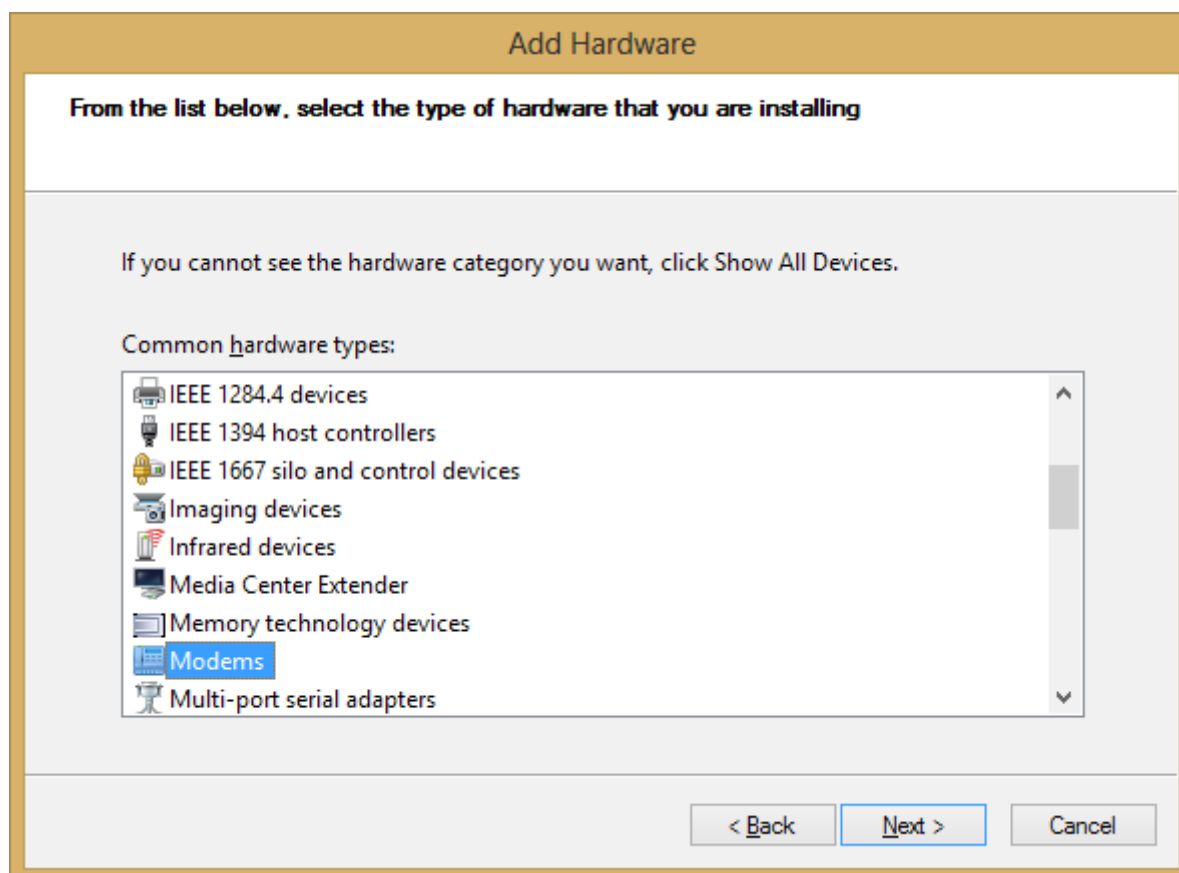 Add Hardware
From the list below, select the type of hardware that you are installing
If you cannot see the hardware category you want, click Show All Devices.
Common hardware types:
IEEE 1284.4 devices
IEEE 1394 host controllers
IEEE 1667 silo and control devices
Imaging devices
Infrared devices
Media Center Extender
Memory technology devices
Modems
Multi-port serial adapters
< Back Next > Cancel